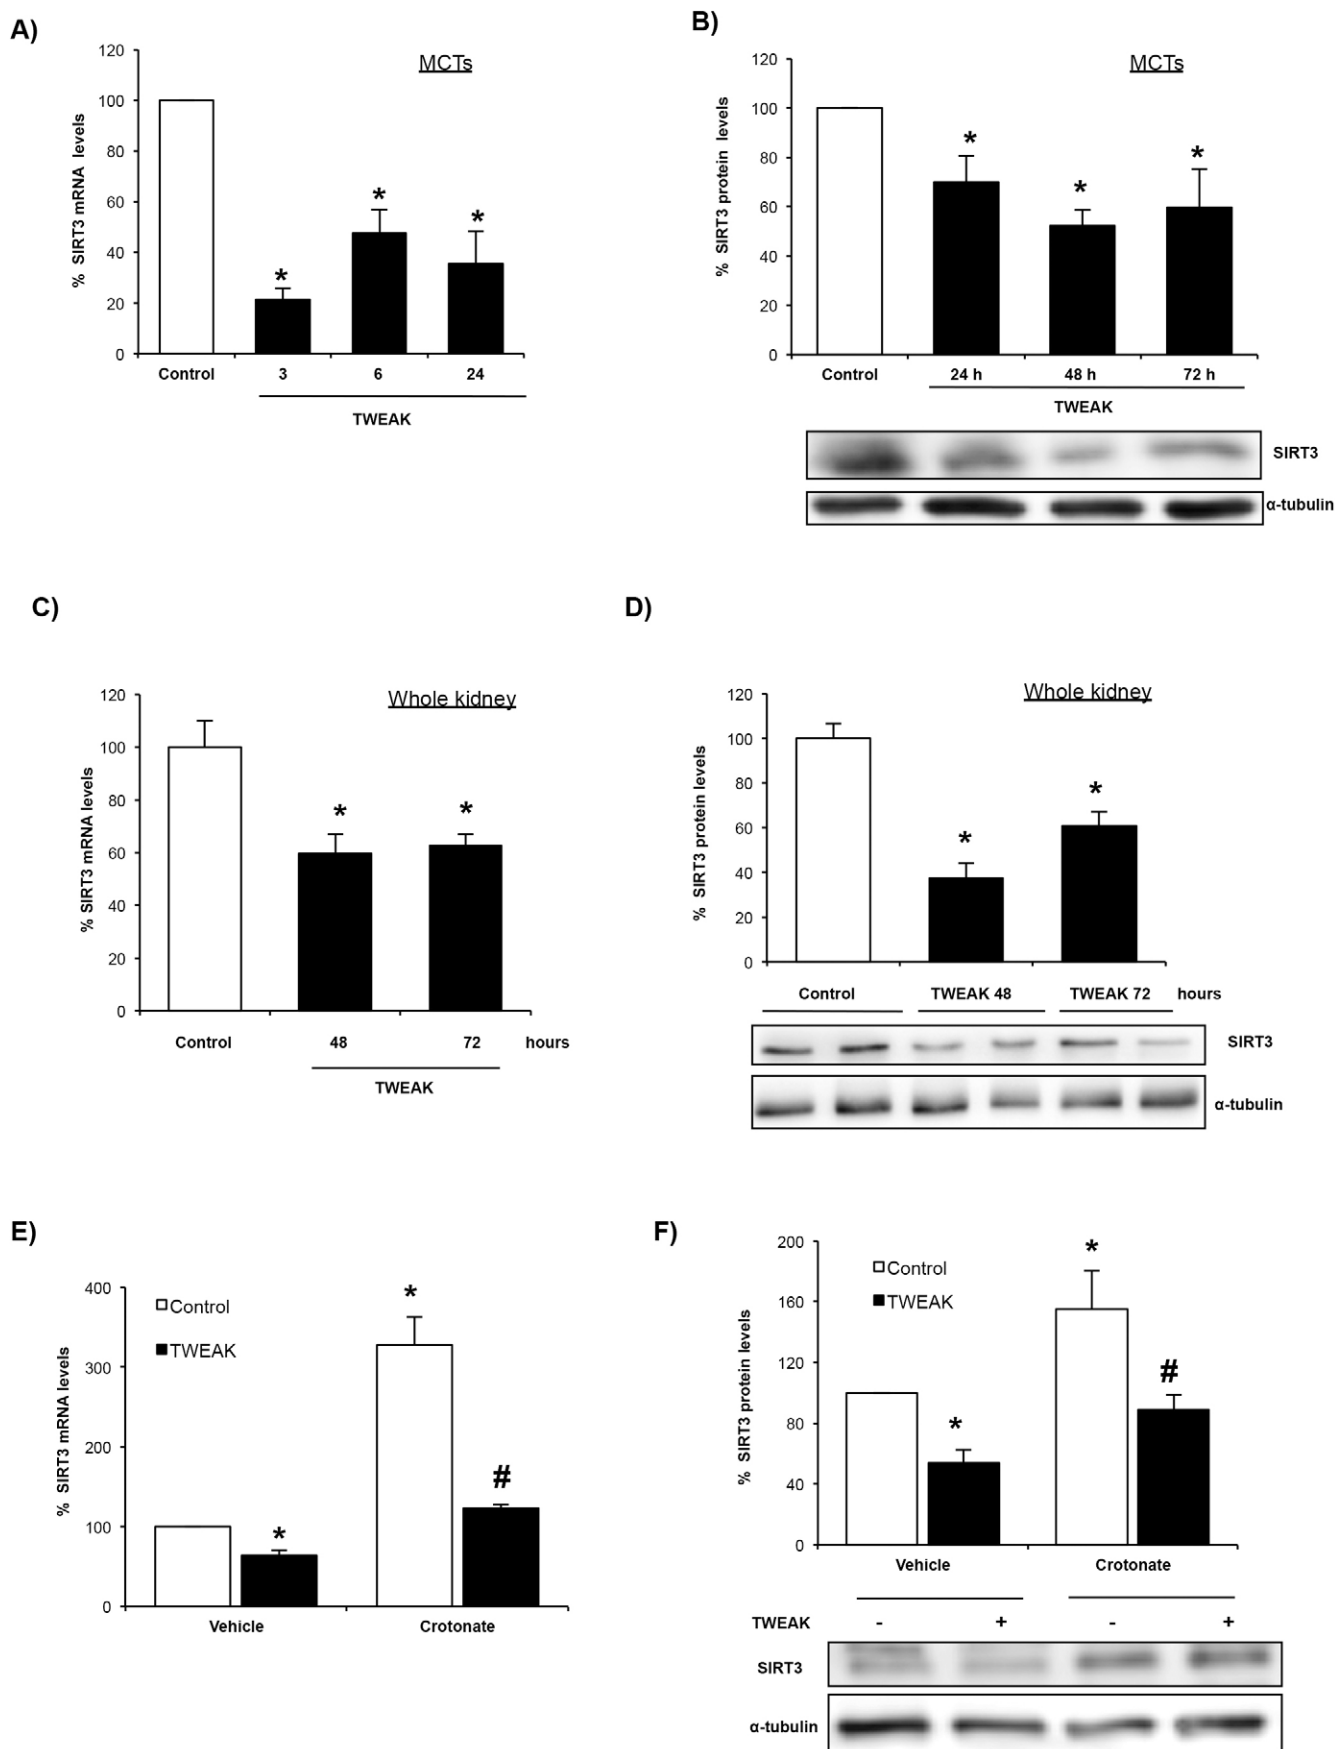 A)
MCTs
% SIRT3 mRNA levels
120
100
80
60
40
20
0
*
*
*
Control 3 6 24
TWEAK
B)
MCTs
% SIRT3 protein levels
120
100
80
60
40
20
0
*
*
*
Control 24 h 48 h 72 h
TWEAK
SIRT3
α-tubulin
C)
Whole kidney
% SIRT3 mRNA levels
120
100
80
60
40
20
0
*
*
Control 48 72 hours
TWEAK
D)
Whole kidney
% SIRT3 protein levels
120
100
80
60
40
20
0
*
*
Control TWEAK 48 TWEAK 72 hours
SIRT3
α-tubulin
E)
% SIRT3 mRNA levels
400
300
200
100
0
Control
TWEAK
*
*
#
Vehicle Crotonate
F)
% SIRT3 protein levels
200
160
120
80
40
0
Control
TWEAK
*
*
#
Vehicle Crotonate
TWEAK - + - +
SIRT3
α-tubulin